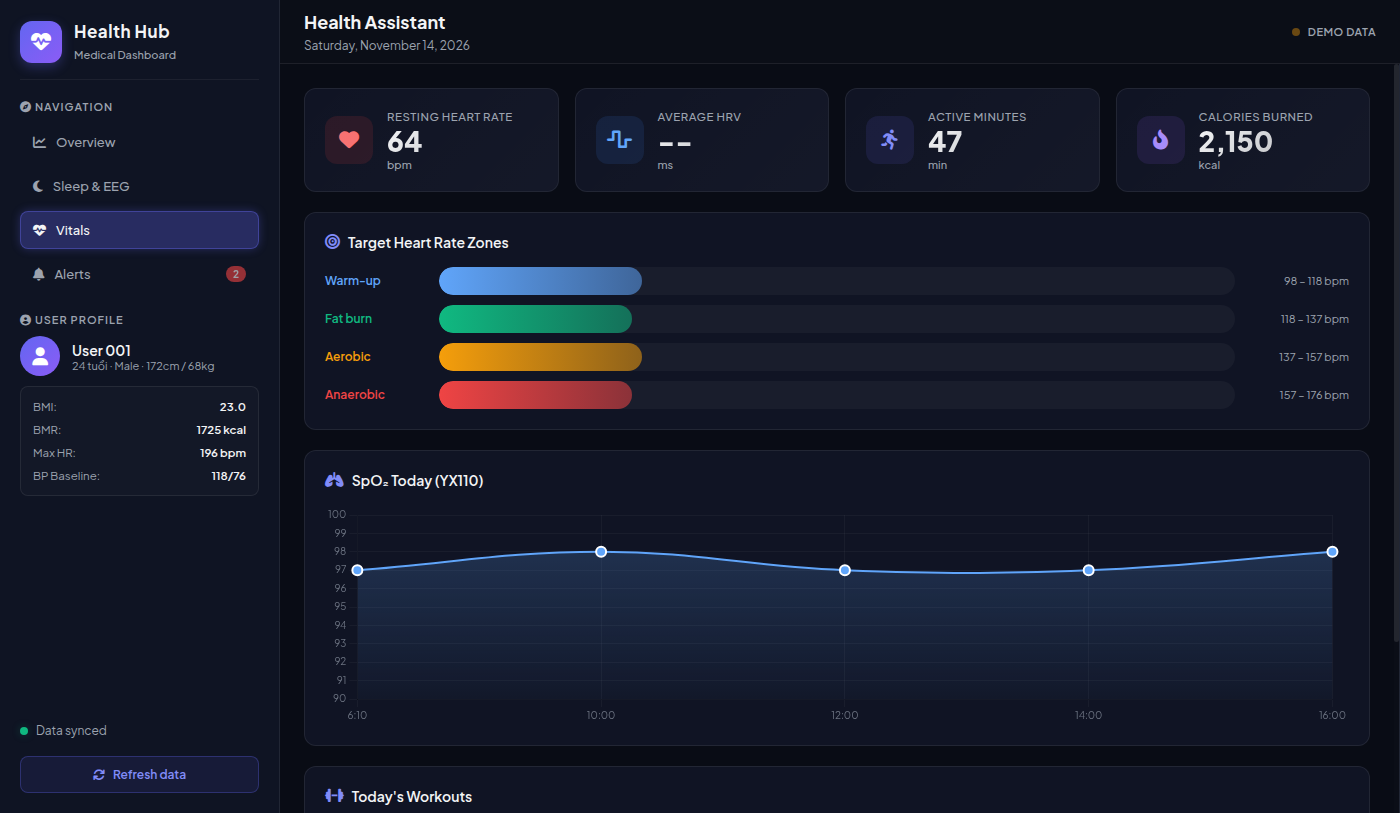 Health Hub
Medical Dashboard
NAVIGATION
Overview
Sleep & EEG
Vitals
Alerts
2
USER PROFILE
User 001
24 tuổi · Male · 172cm / 68kg
BMI: 23.0
BMR: 1725 kcal
Max HR: 196 bpm
BP Baseline: 118/76
Data synced
Refresh data
Health Assistant
Saturday, November 14, 2026
DEMO DATA
RESTING HEART RATE
64
bpm
AVERAGE HRV
--
ms
ACTIVE MINUTES
47
min
CALORIES BURNED
2,150
kcal
Target Heart Rate Zones
Warm-up 98 – 118 bpm
Fat burn 118 – 137 bpm
Aerobic 137 – 157 bpm
Anaerobic 157 – 176 bpm
SpO₂ Today (YX110)
100
99
98
97
96
95
94
93
92
91
90
6:10 10:00 12:00 14:00 16:00
Today's Workouts